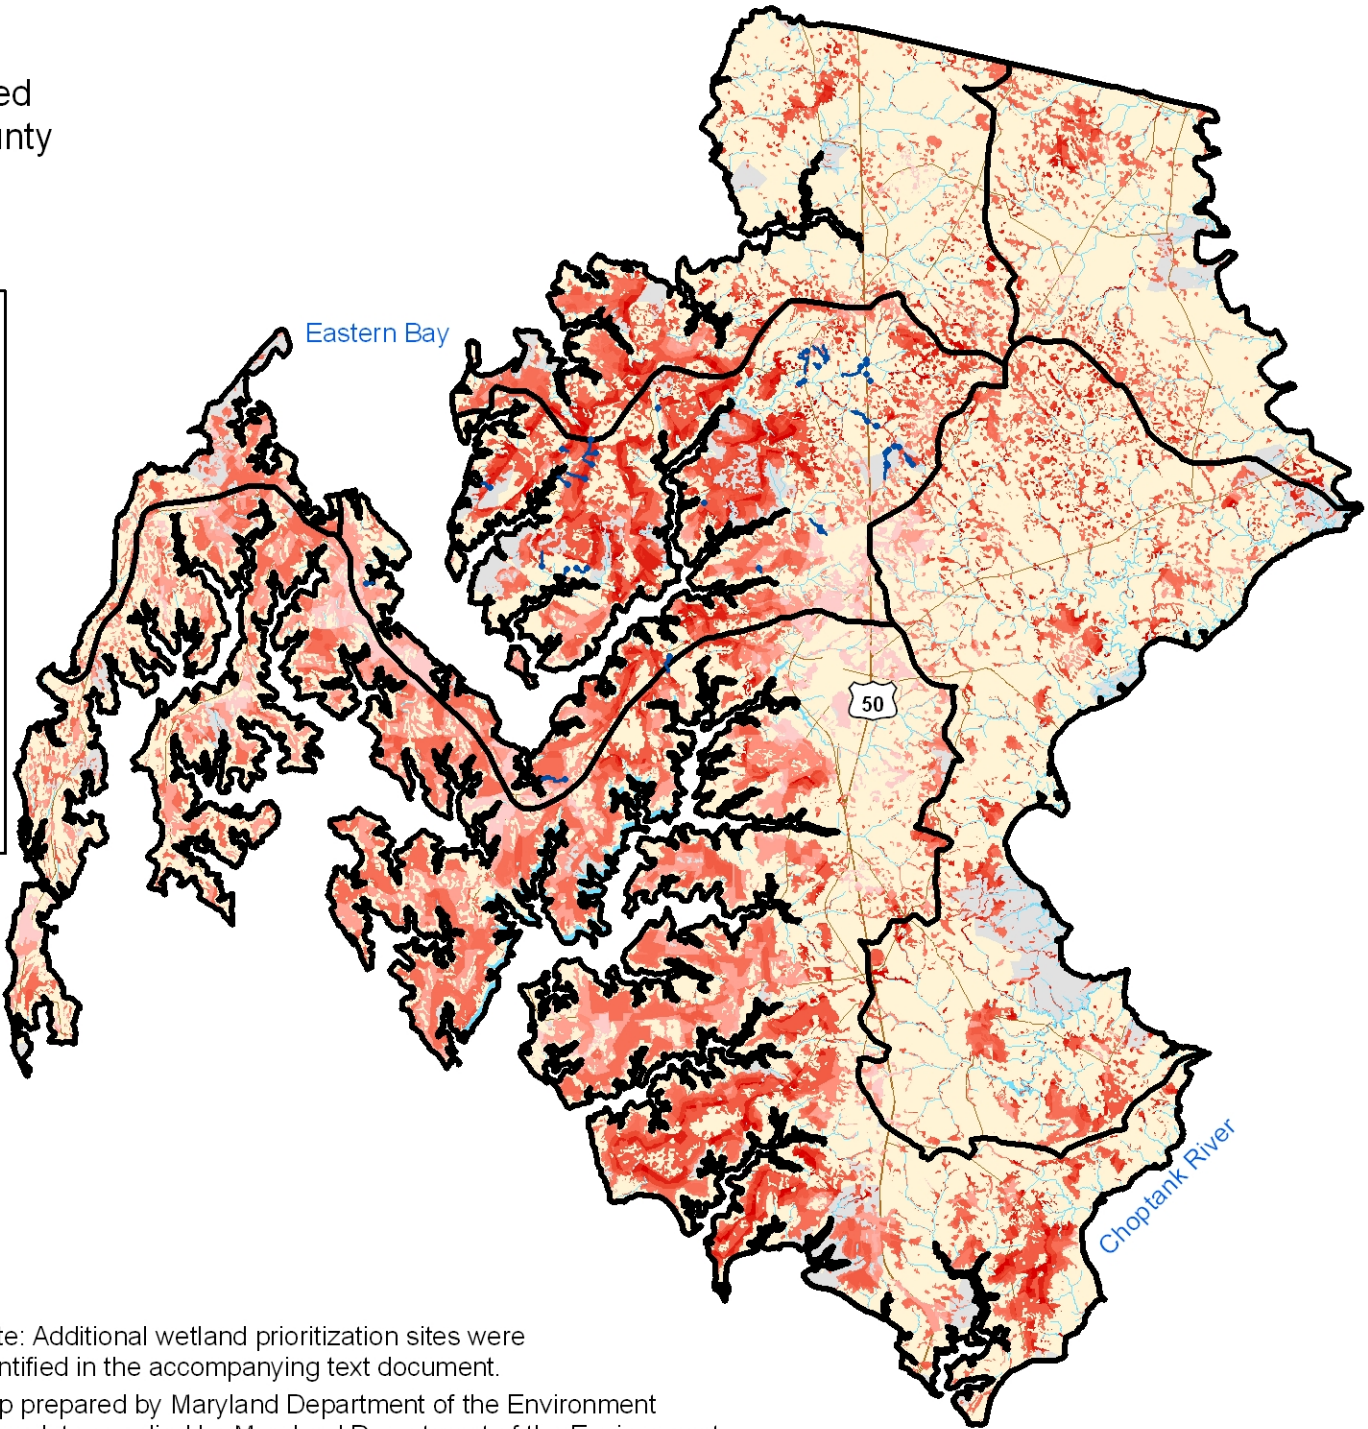 ed
unty
Eastern Bay
50
Choptank River
te: Additional wetland prioritization sites were
ntified in the accompanying text document.
p prepared by Maryland Department of the Environment